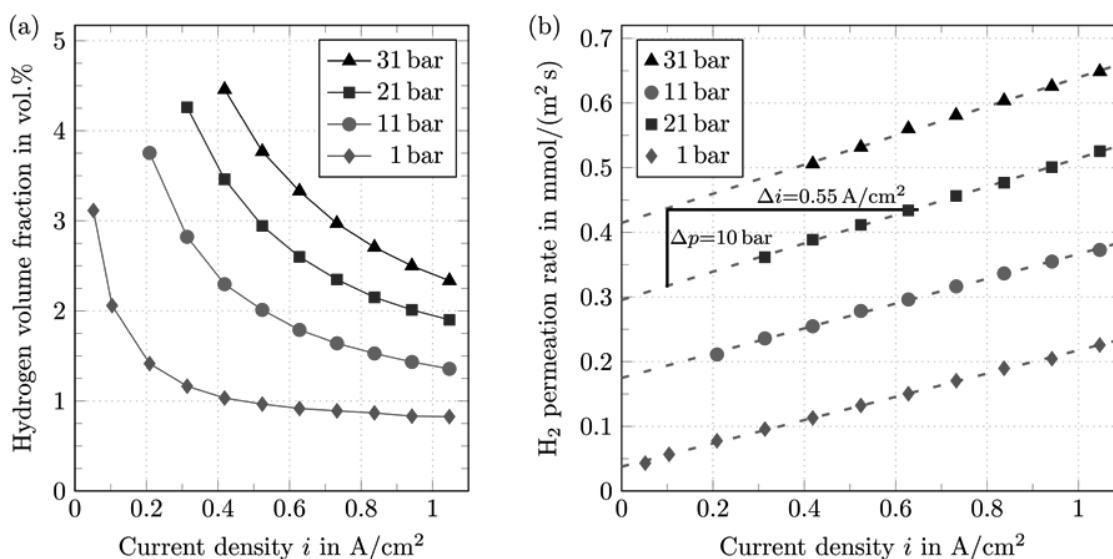 (a)
Hydrogen volume fraction in vol.%
5
4
3
2
1
0
0
0.2
0.4
0.6
0.8
1
Current density i in A/cm²
31 bar
21 bar
11 bar
1 bar
(b)
H₂ permeation rate in mmol/(m² s)
0.7
0.6
0.5
0.4
0.3
0.2
0.1
0
0
0.2
0.4
0.6
0.8
1
Current density i in A/cm²
31 bar
11 bar
21 bar
1 bar
Δi=0.55 A/cm²
Δp=10 bar